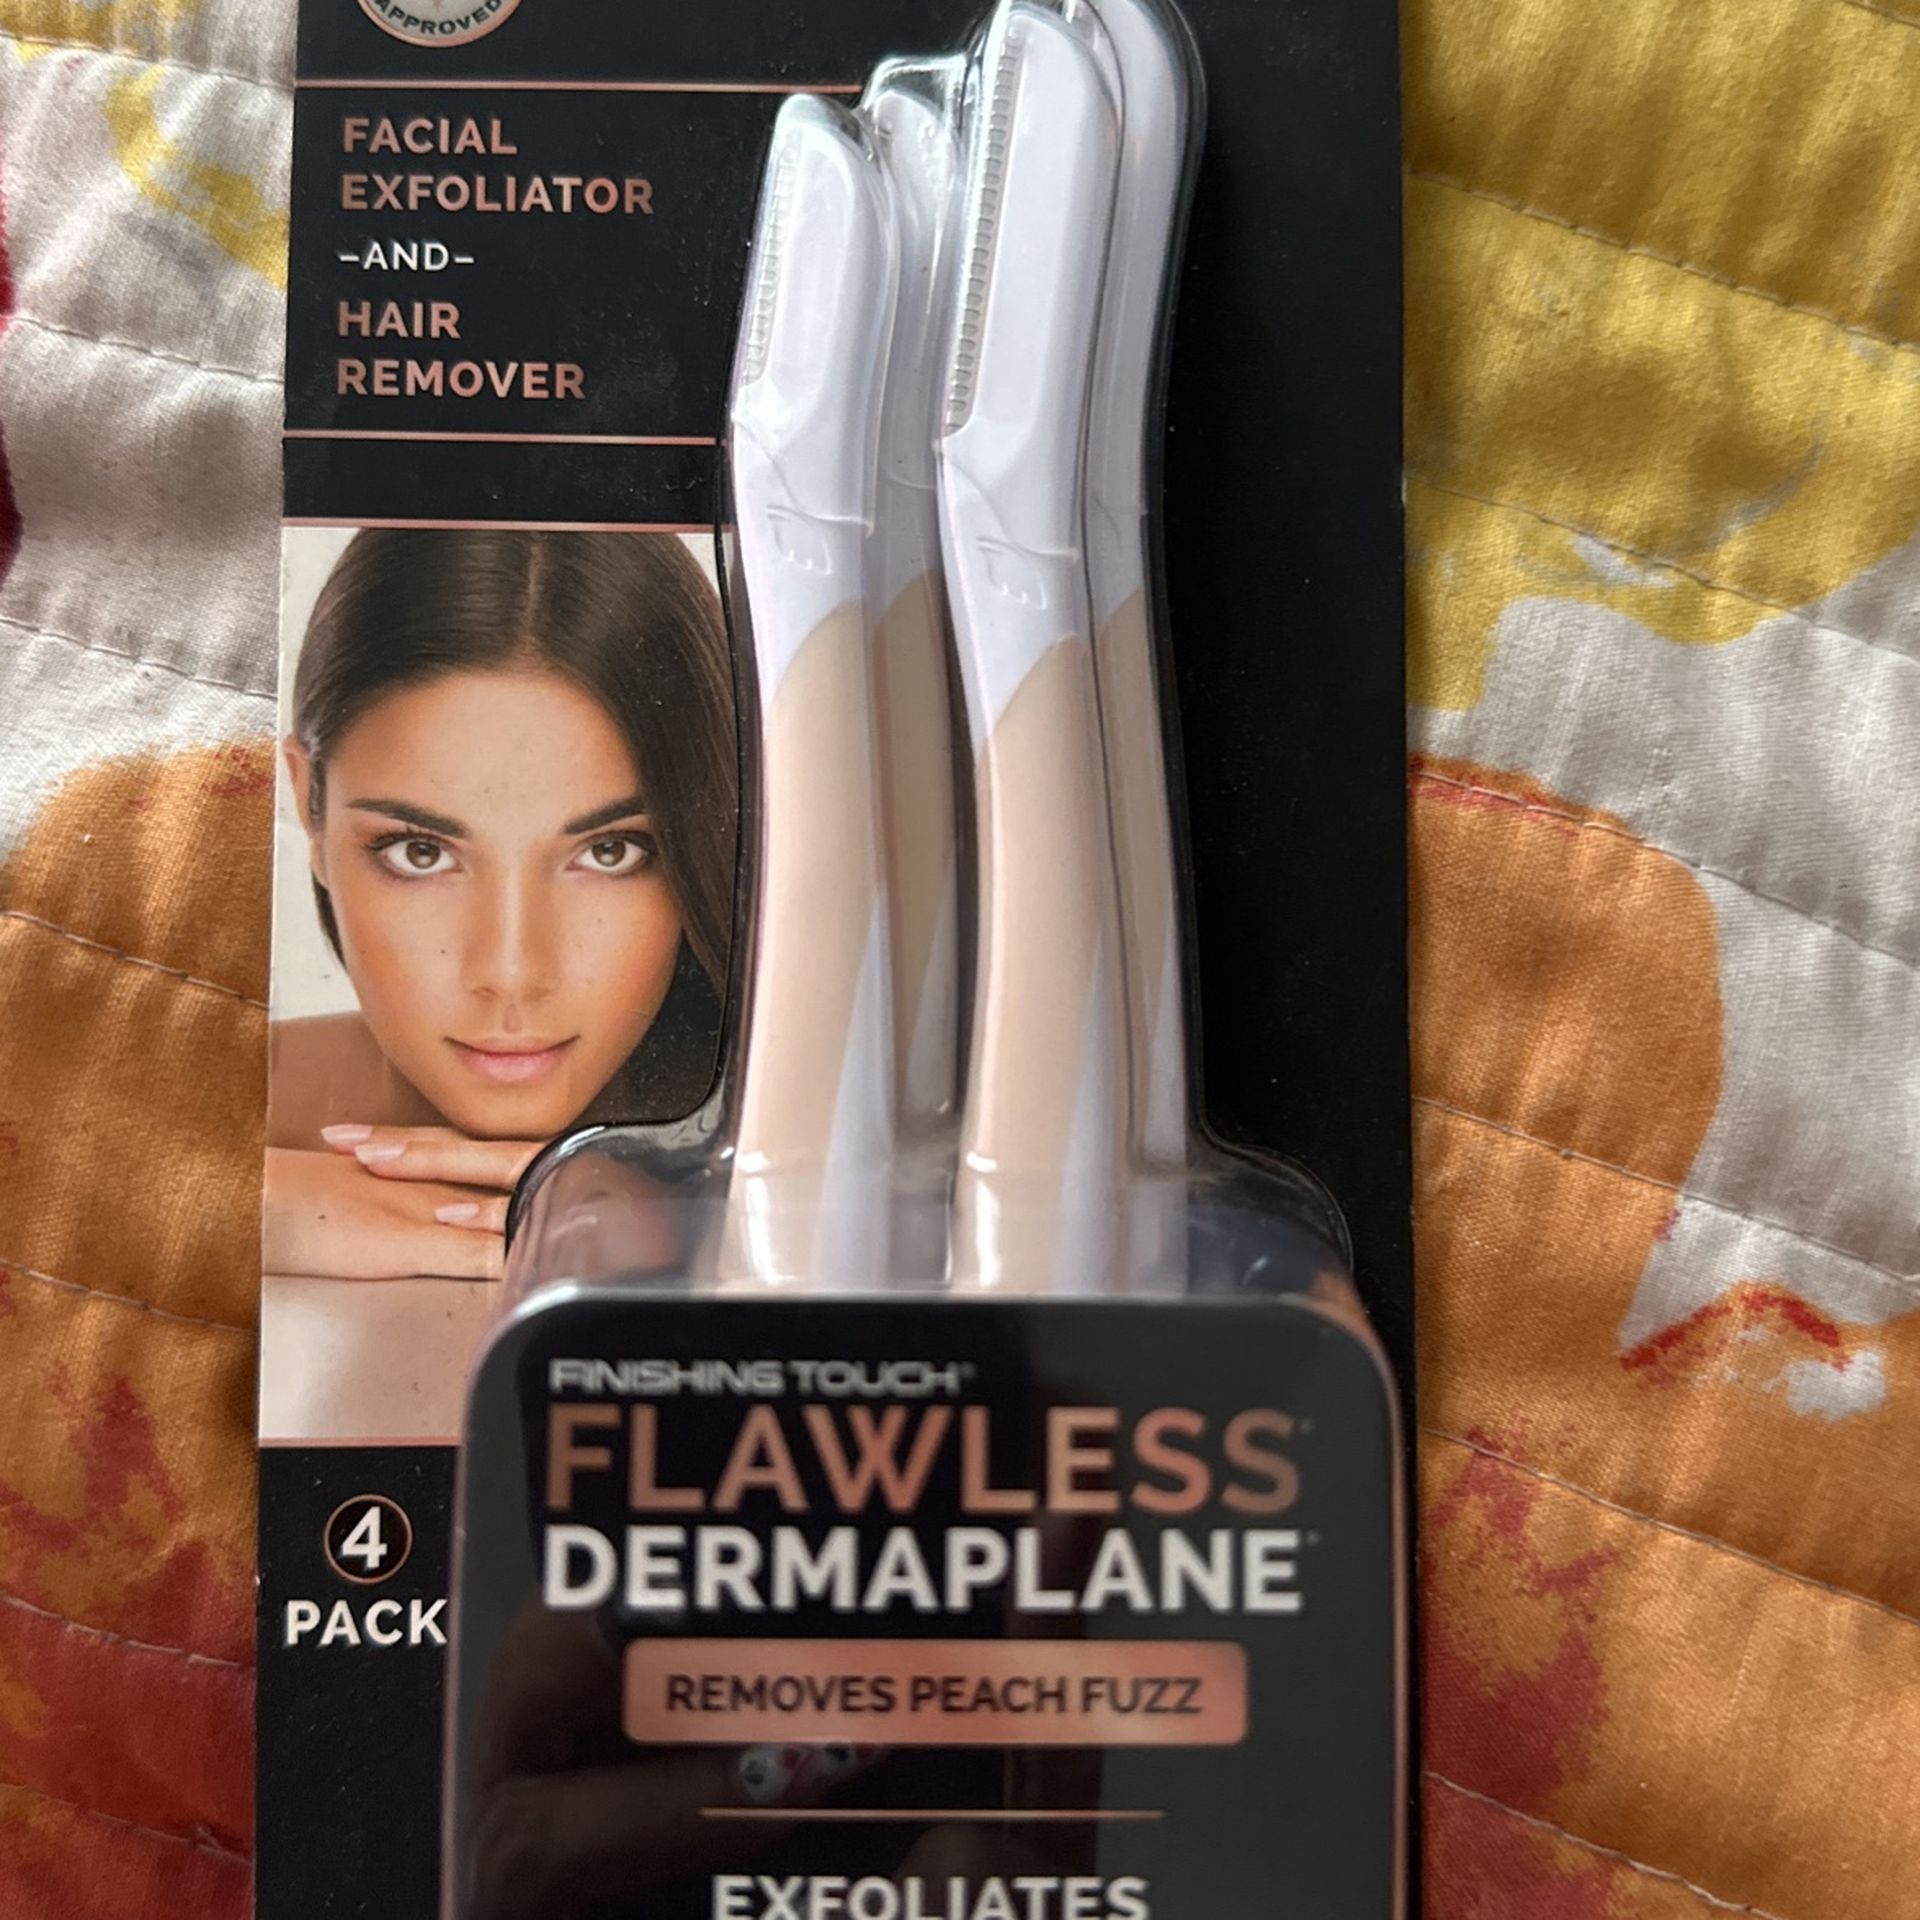 APPROVED
FACIAL
EXFOLIATOR
-AND-
HAIR
REMOVER
4
PACK
FINISHING TOUCH
FLAWLESS
DERMAPLANE
REMOVES PEACH FUZZ
EXFOLIATES